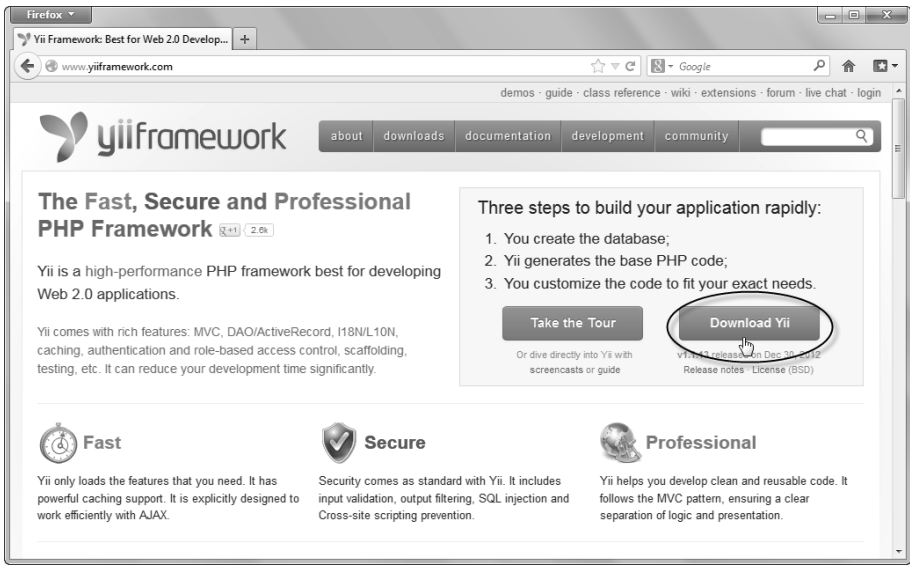 Firefox
Yii Framework: Best for Web 2.0 Develop...
www.yiiframework.com
Google
demos · guide · class reference · wiki · extensions · forum · live chat · login
yiiframework
about downloads documentation development community
The Fast, Secure and Professional
PHP Framework +1 2.6k
Yii is a high-performance PHP framework best for developing
Web 2.0 applications.
Yii comes with rich features: MVC, DAO/ActiveRecord, I18N/L10N,
caching, authentication and role-based access control, scaffolding,
testing, etc. It can reduce your development time significantly.
Three steps to build your application rapidly:
1. You create the database;
2. Yii generates the base PHP code;
3. You customize the code to fit your exact needs.
Take the Tour
Download Yii
Or dive directly into Yii with
screencasts or guide
v1.1.13 released on Dec 30, 2012
Release notes · License (BSD)
Fast
Yii only loads the features that you need. It has
powerful caching support. It is explicitly designed to
work efficiently with AJAX.
Secure
Security comes as standard with Yii. It includes
input validation, output filtering, SQL injection and
Cross-site scripting prevention.
Professional
Yii helps you develop clean and reusable code. It
follows the MVC pattern, ensuring a clear
separation of logic and presentation.